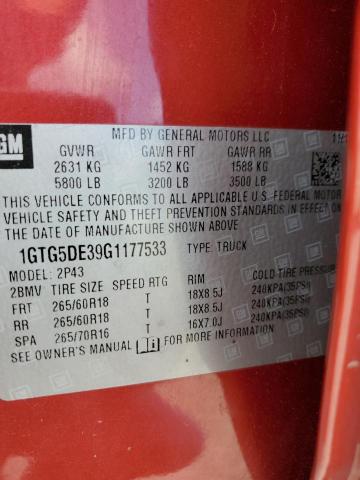 GM
MFD BY GENERAL MOTORS LLC
GVWR GAWR FRT GAWR RR
2631 KG 1452 KG 1588 KG
5800 LB 3200 LB 3500 LB
THIS VEHICLE CONFORMS TO ALL APPLICABLE U.S. FEDERAL MOTOR
VEHICLE SAFETY AND THEFT PREVENTION STANDARDS IN EFFECT ON
THE DATE OF MANUFACTURE SHOWN ABOVE.
1GTG5DE39G1177533 TYPE: TRUCK
MODEL: 2P43
2BMV TIRE SIZE SPEED RTG RIM COLD TIRE PRESSURE
FRT 265/60R18 T 18X8.5J 240KPA(35PSI)
RR 265/60R18 T 18X8.5J 240KPA(35PSI)
SPA 265/70R16 T 16X7.0J 240KPA(35PSI)
SEE OWNER'S MANUAL FOR MORE INFORMATION.